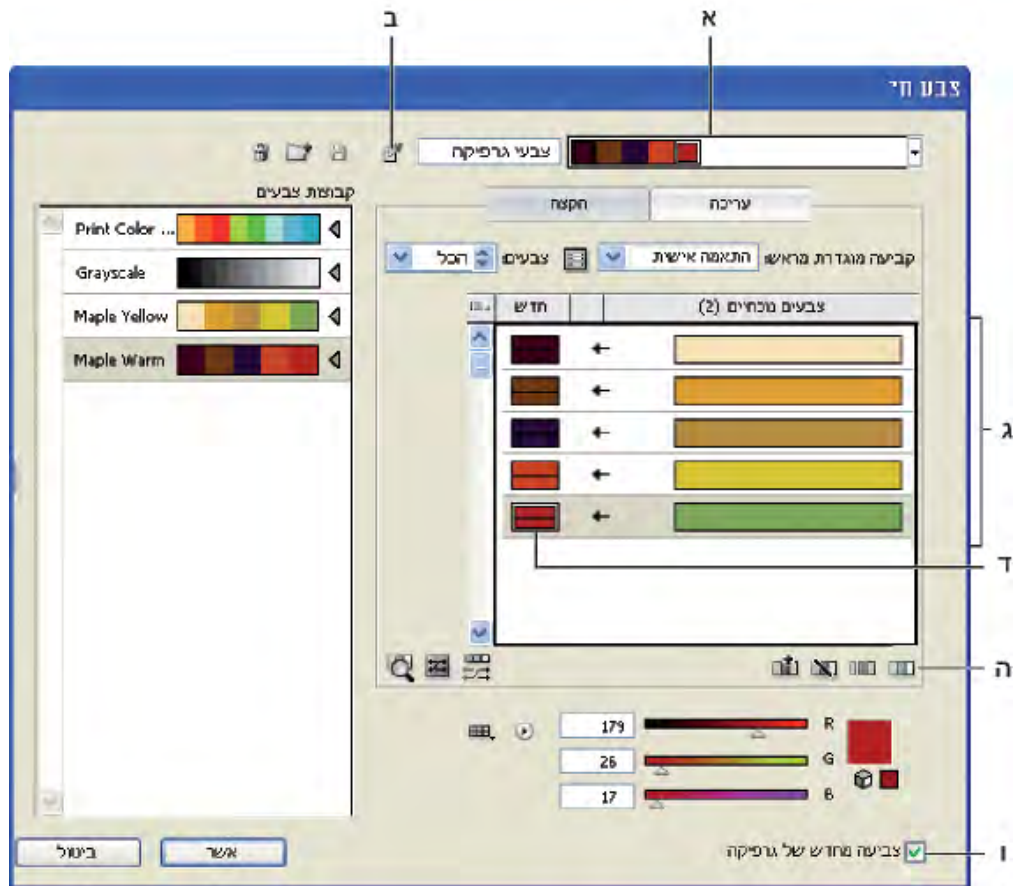 א
ב
צבע חי
צבעי גרפיקה
קבוצות צבעים
עריכה
הקצה
קביעה מוגדרת מראש:
התאמה אישית
צבעים:
הכל
צבעים נוכחיים (2)
חדש
Print Color ...
Grayscale
Maple Yellow
Maple Warm
ג
ד
ה
R
179
G
26
B
17
צביעה מחדש של גרפיקה
ו
אשר
ביטול